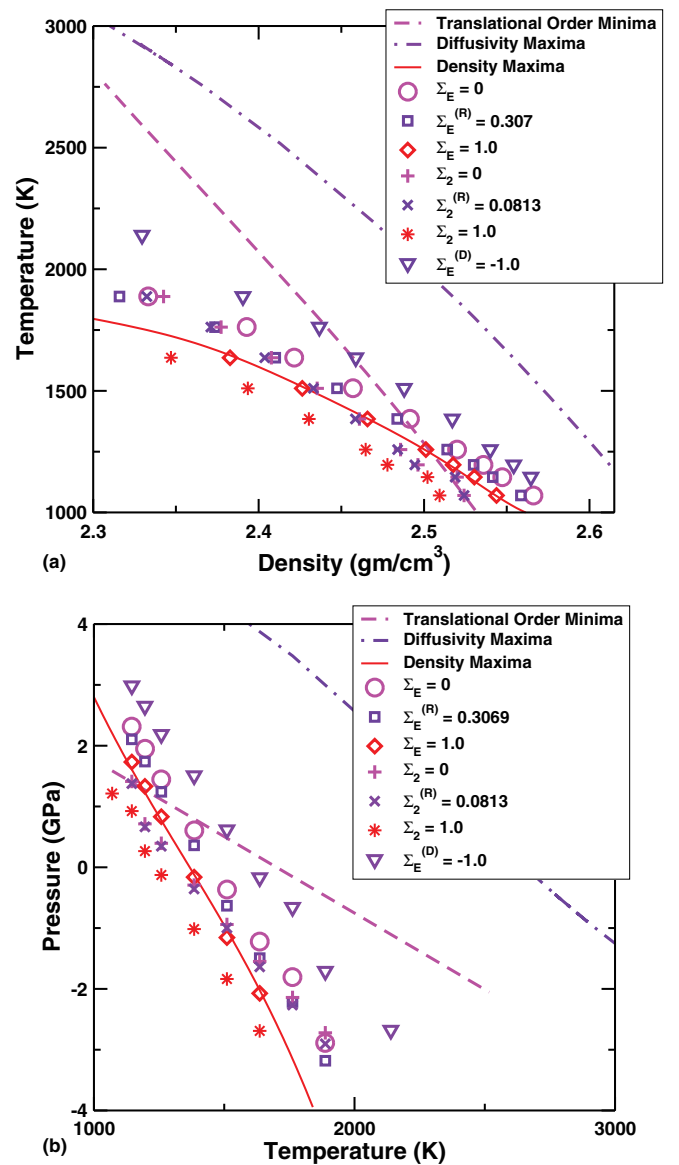 3000
2500
2000
1500
1000
Temperature (K)
Translational Order Minima
Diffusivity Maxima
Density Maxima
Σ_E = 0
Σ_E^(R) = 0.307
Σ_E = 1.0
Σ_2 = 0
Σ_2^(R) = 0.0813
Σ_2 = 1.0
Σ_E^(D) = -1.0
2.3 2.4 2.5 2.6
(a) Density (gm/cm³)
4
2
0
-2
-4
Pressure (GPa)
Translational Order Minima
Diffusivity Maxima
Density Maxima
Σ_E = 0
Σ_E^(R) = 0.3069
Σ_E = 1.0
Σ_2 = 0
Σ_2^(R) = 0.0813
Σ_2 = 1.0
Σ_E^(D) = -1.0
1000 2000 3000
(b) Temperature (K)